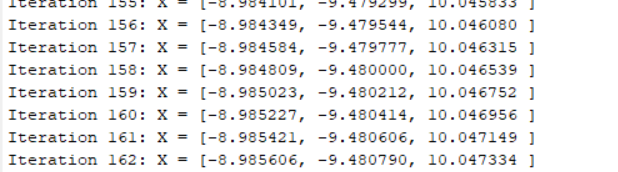 Iteration 155: X = [-8.984101, -9.479299, 10.045833 ]
Iteration 156: X = [-8.984349, -9.479544, 10.046080 ]
Iteration 157: X = [-8.984584, -9.479777, 10.046315 ]
Iteration 158: X = [-8.984809, -9.480000, 10.046539 ]
Iteration 159: X = [-8.985023, -9.480212, 10.046752 ]
Iteration 160: X = [-8.985227, -9.480414, 10.046956 ]
Iteration 161: X = [-8.985421, -9.480606, 10.047149 ]
Iteration 162: X = [-8.985606, -9.480790, 10.047334 ]